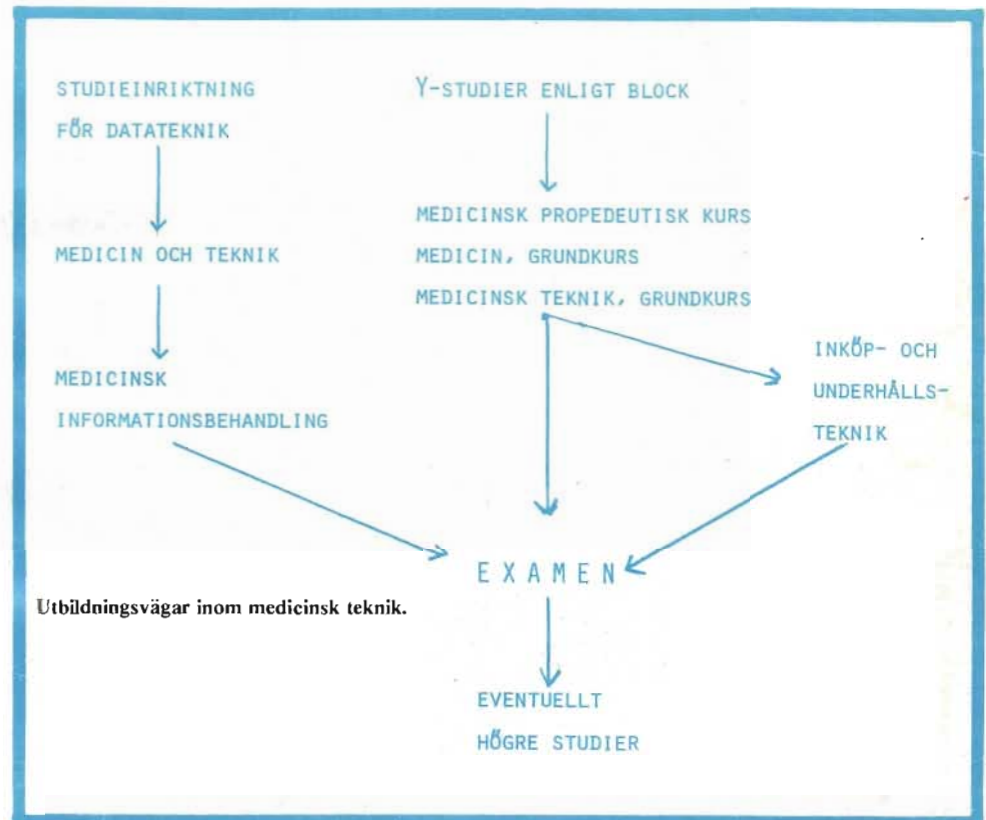 STUDIEINRIKTNING
FÖR DATATEKNIK
MEDICIN OCH TEKNIK
MEDICINSK
INFORMATIONSBEHANDLING
Y-STUDIER ENLIGT BLOCK
MEDICINSK PROPEDEUTISK KURS
MEDICIN, GRUNDKURS
MEDICINSK TEKNIK, GRUNDKURS
INKÖP- OCH
UNDERHÅLLS-
TEKNIK
EXAMEN
Utbildningsvägar inom medicinsk teknik.
EVENTUELLT
HÖGRE STUDIER